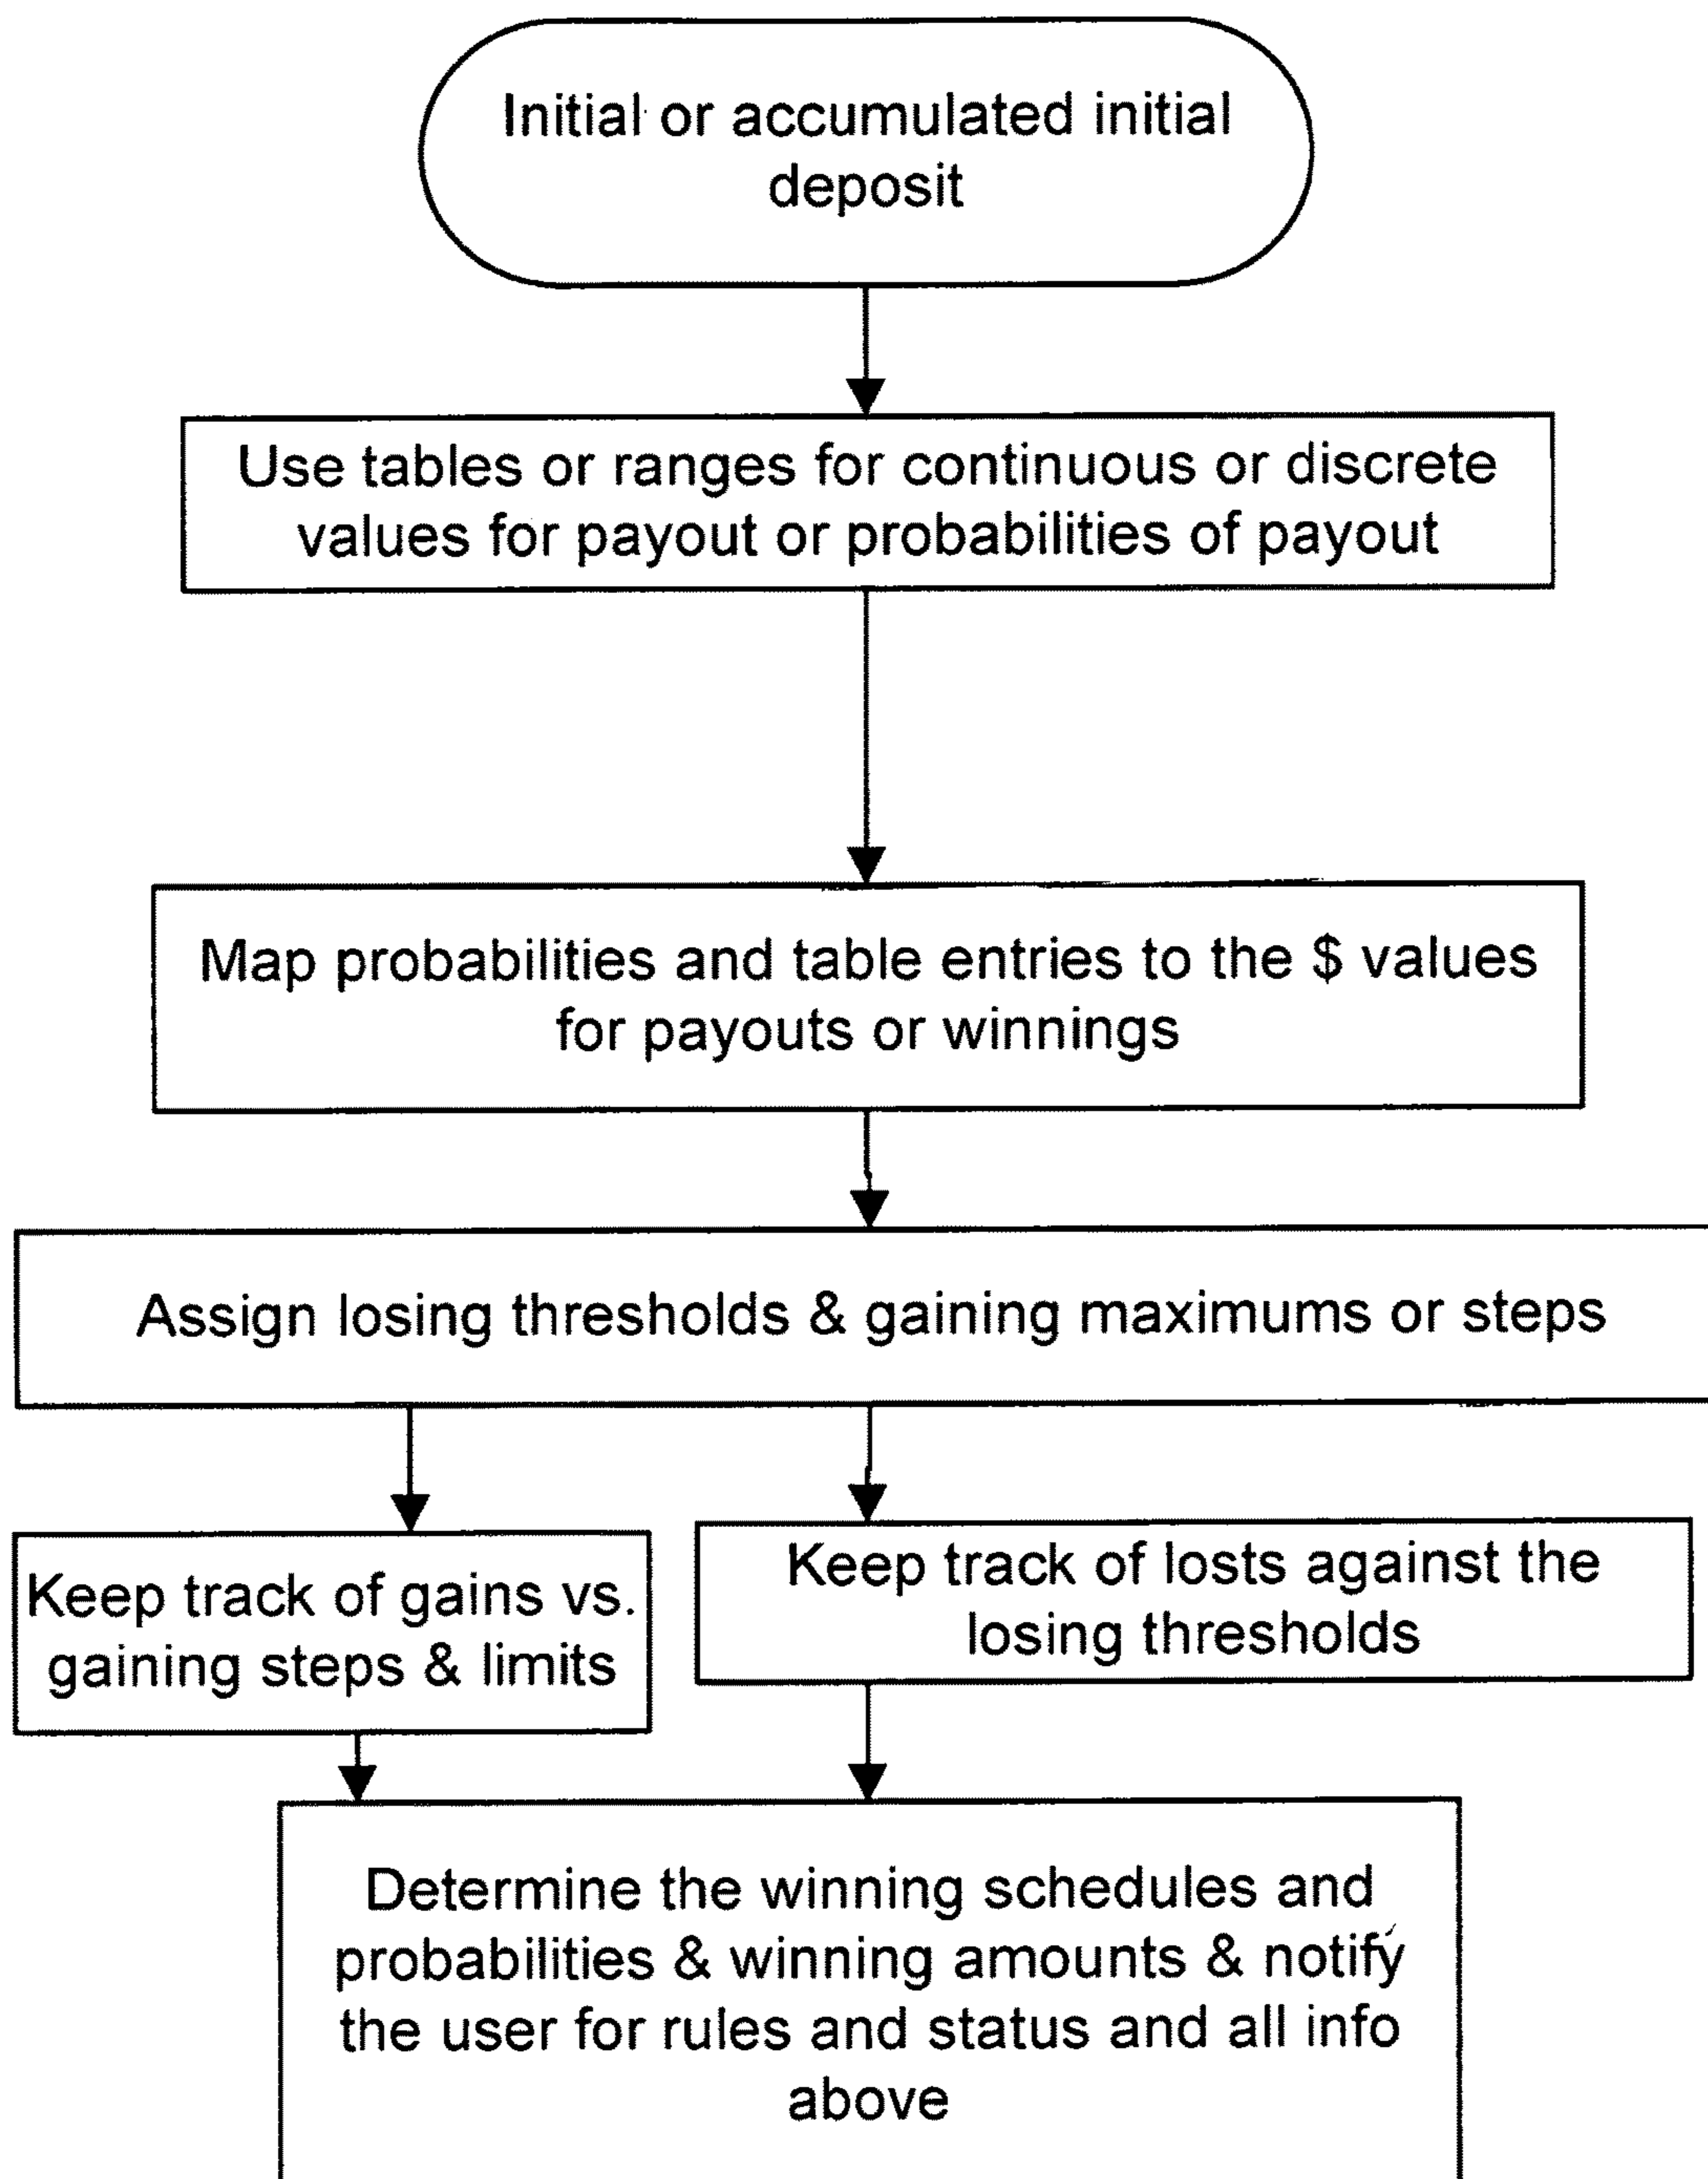 Initial or accumulated initial
deposit
Use tables or ranges for continuous or discrete
values for payout or probabilities of payout
Map probabilities and table entries to the $ values
for payouts or winnings
Assign losing thresholds & gaining maximums or steps
Keep track of gains vs.
gaining steps & limits
Keep track of losts against the
losing thresholds
Determine the winning schedules and
probabilities & winning amounts & notify
the user for rules and status and all info
above